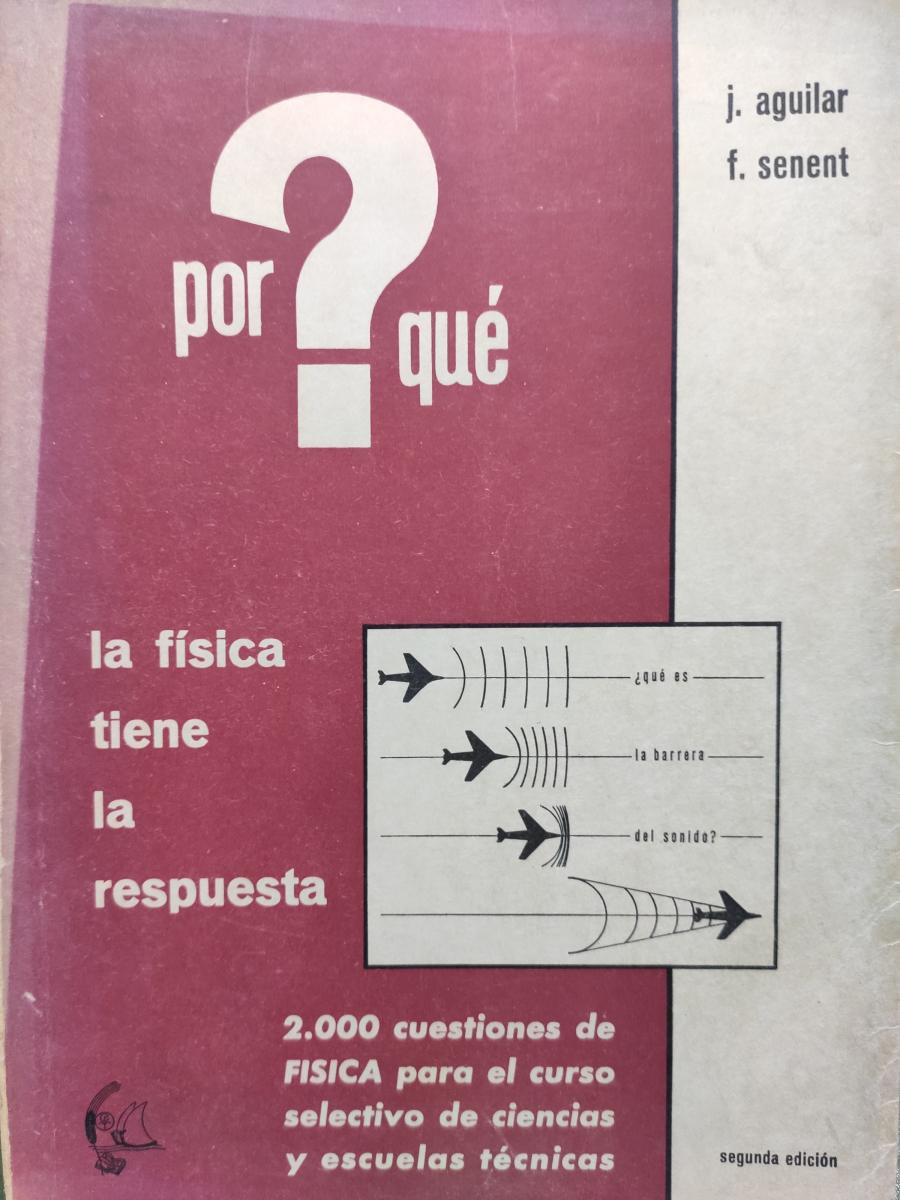 j. aguilar
f. senent
por ? qué
la física
tiene
la
respuesta
¿qué es
la barrera
del sonido?
2.000 cuestiones de
FISICA para el curso
selectivo de ciencias
y escuelas técnicas
segunda edición